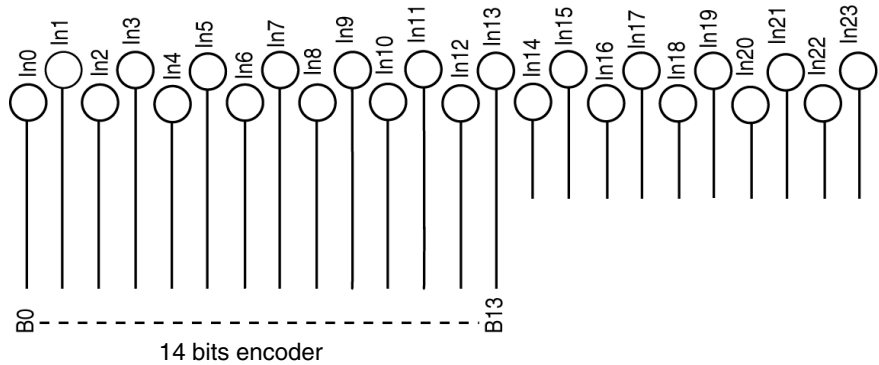 In0
In1
In2
In3
In4
In5
In6
In7
In8
In9
In10
In11
In12
In13
In14
In15
In16
In17
In18
In19
In20
In21
In22
In23
B0
B13
14 bits encoder